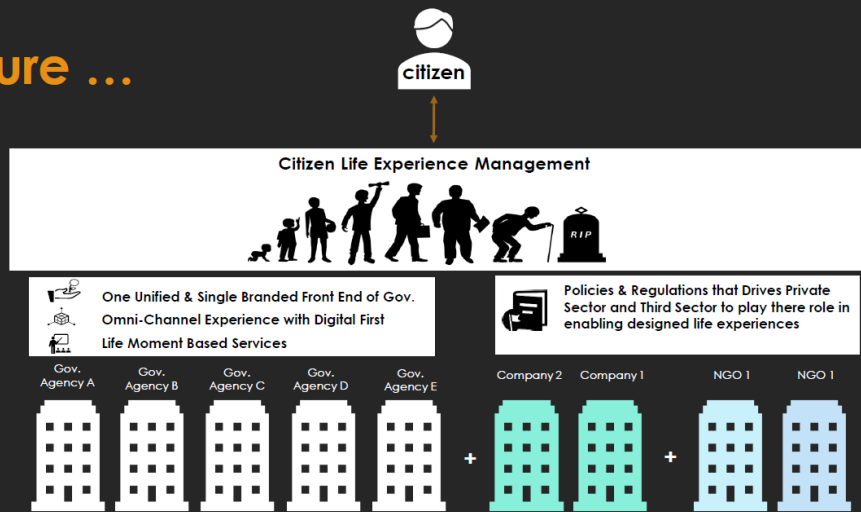 ure ...
citizen
Citizen Life Experience Management
RIP
One Unified & Single Branded Front End of Gov.
Omni-Channel Experience with Digital First
Life Moment Based Services
Policies & Regulations that Drives Private
Sector and Third Sector to play there role in
enabling designed life experiences
Gov.
Agency A
Gov.
Agency B
Gov.
Agency C
Gov.
Agency D
Gov.
Agency E
+
Company 2
Company 1
+
NGO 1
NGO 1